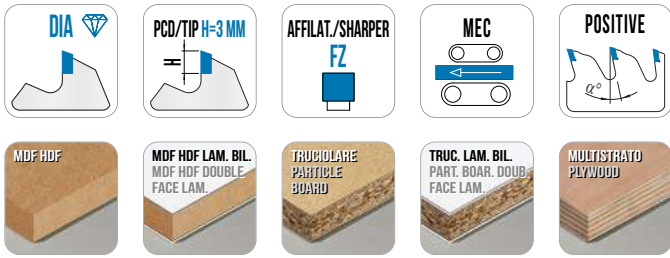 DIA
PCD/TIP H=3 MM
H
AFFILAT./SHARPER
FZ
MEC
POSITIVE
α°
MDF HDF
MDF HDF LAM. BIL.
MDF HDF DOUBLE
FACE LAM.
TRUCIOLARE
PARTICLE
BOARD
TRUC. LAM. BIL.
PART. BOAR. DOUB.
FACE LAM.
MULTISTRATO
PLYWOOD